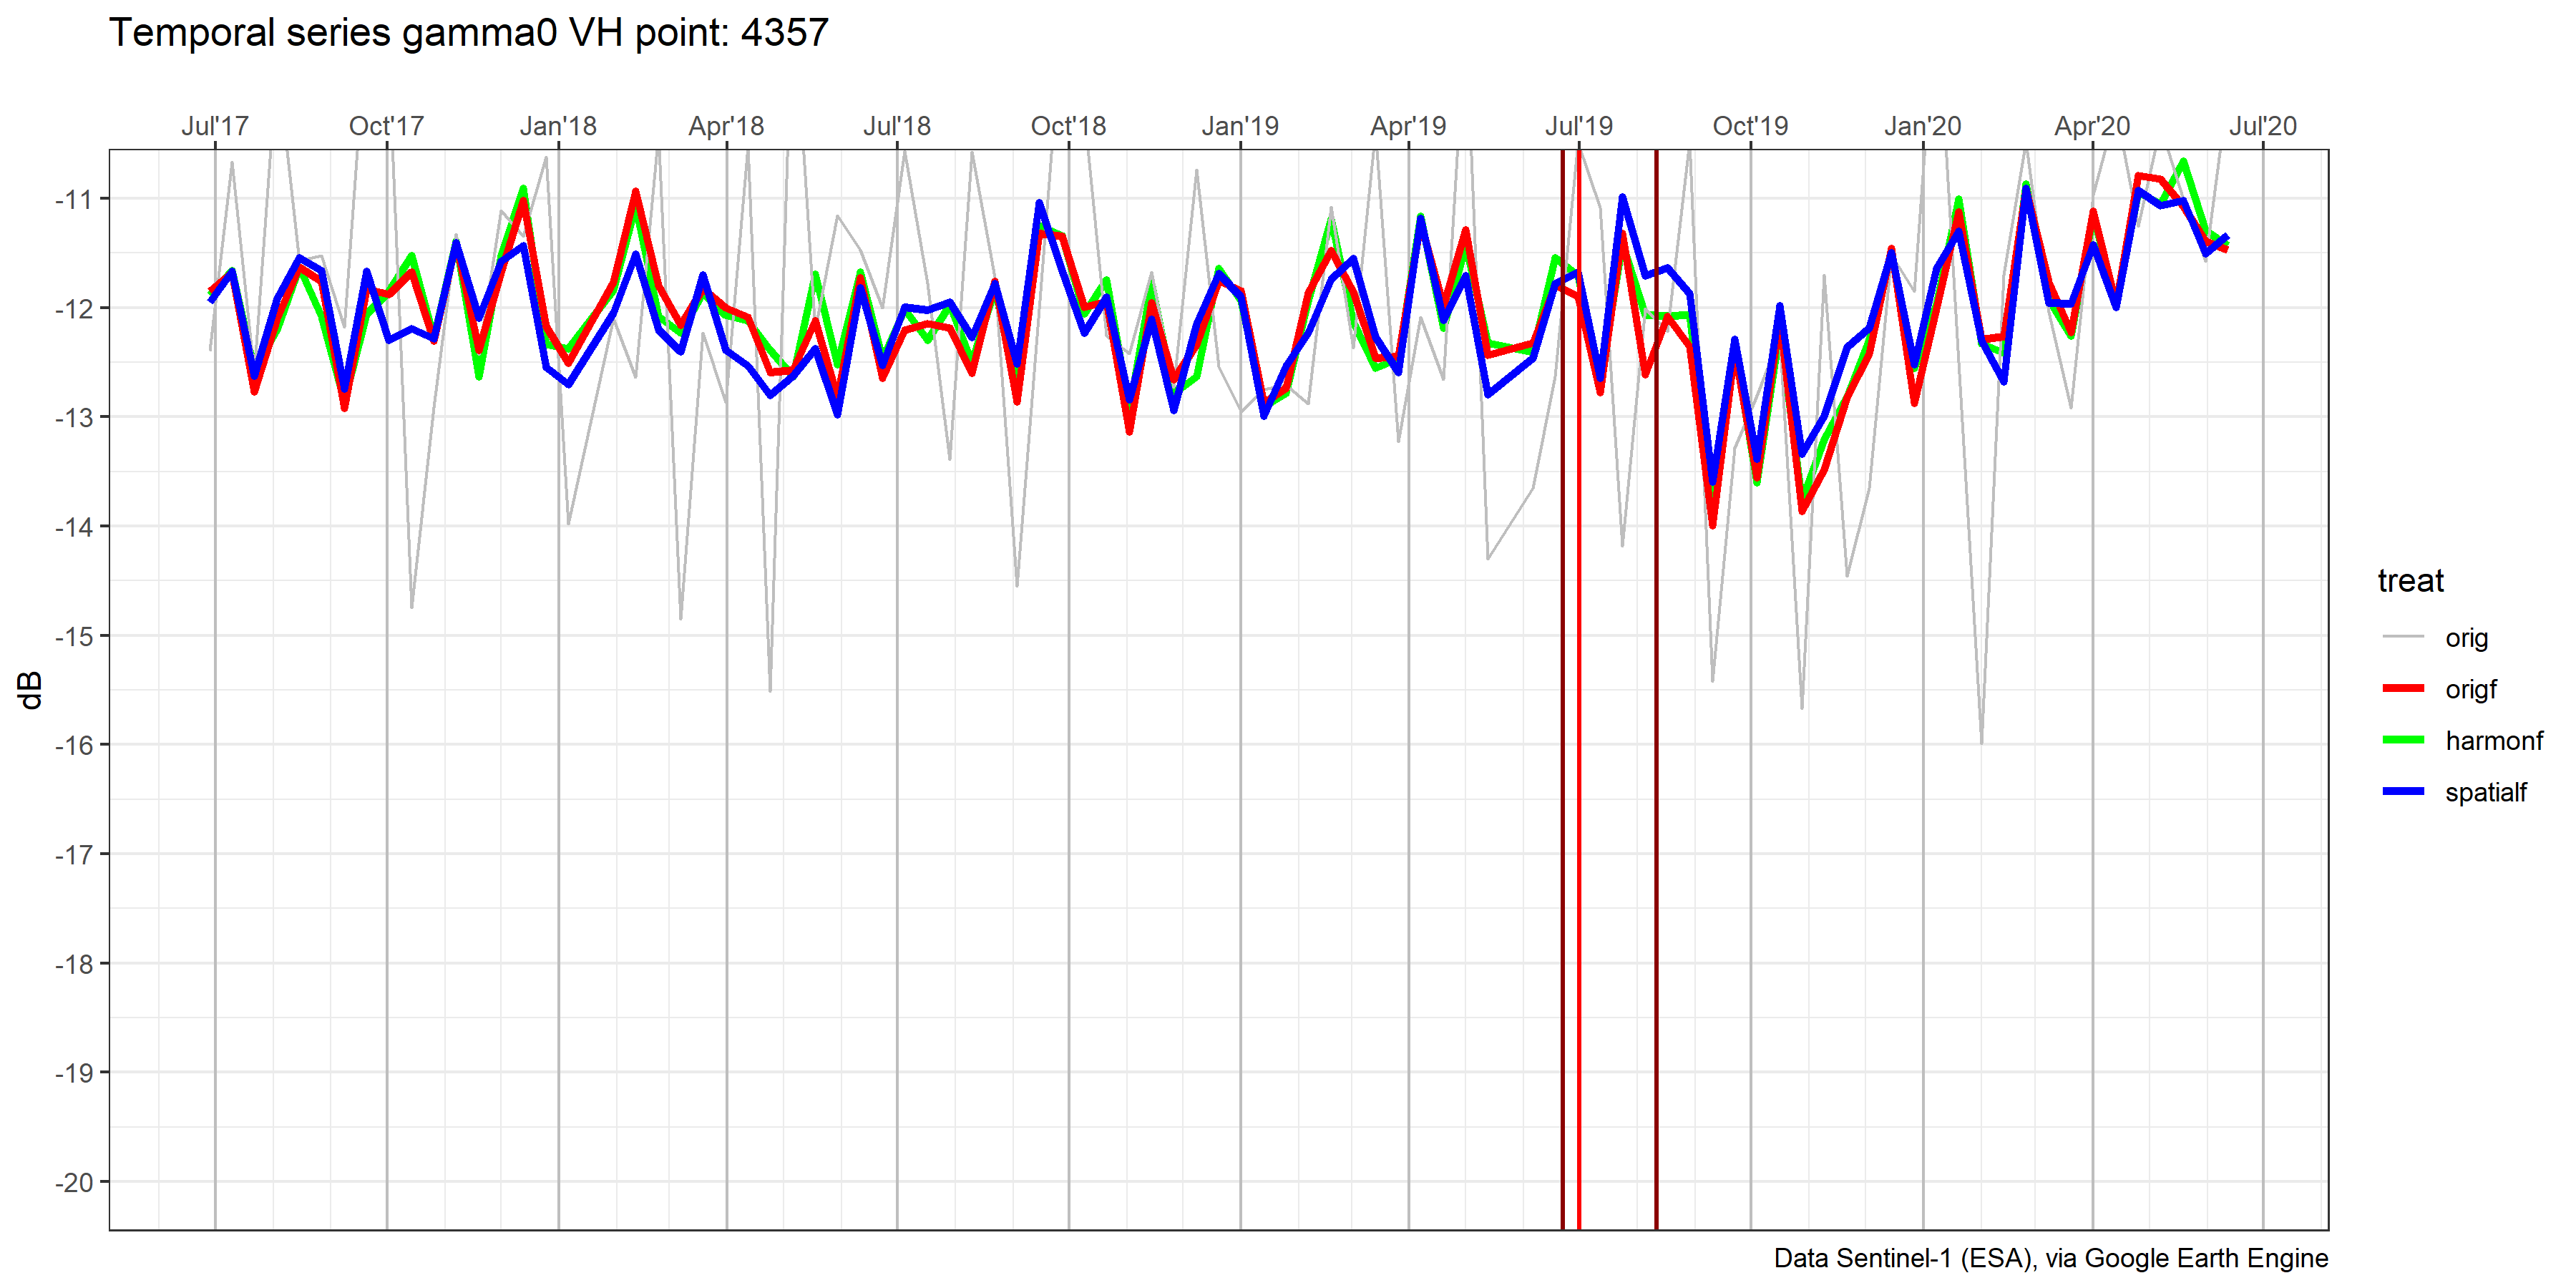 Temporal series gamma0 VH point: 4357
Jul'17 Oct'17 Jan'18 Apr'18 Jul'18 Oct'18 Jan'19 Apr'19 Jul'19 Oct'19 Jan'20 Apr'20 Jul'20
-11
-12
-13
-14
-15
-16
-17
-18
-19
-20
dB
treat
orig
origf
harmonf
spatialf
Data Sentinel-1 (ESA), via Google Earth Engine